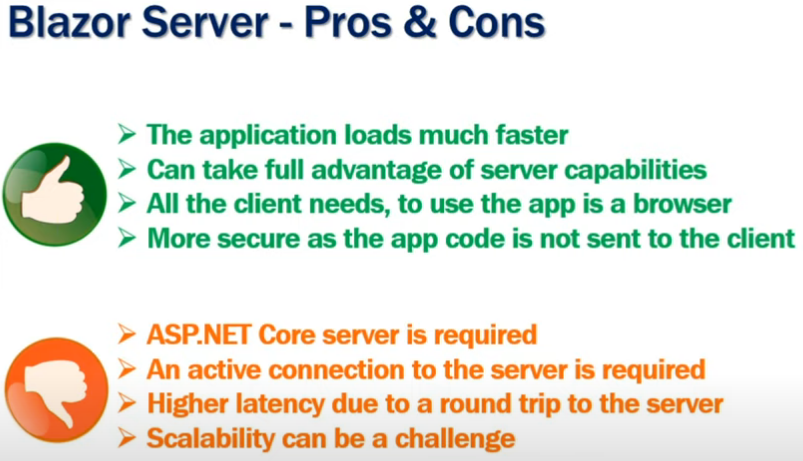 Blazor Server - Pros & Cons
The application loads much faster
Can take full advantage of server capabilities
All the client needs, to use the app is a browser
More secure as the app code is not sent to the client
ASP.NET Core server is required
An active connection to the server is required
Higher latency due to a round trip to the server
Scalability can be a challenge